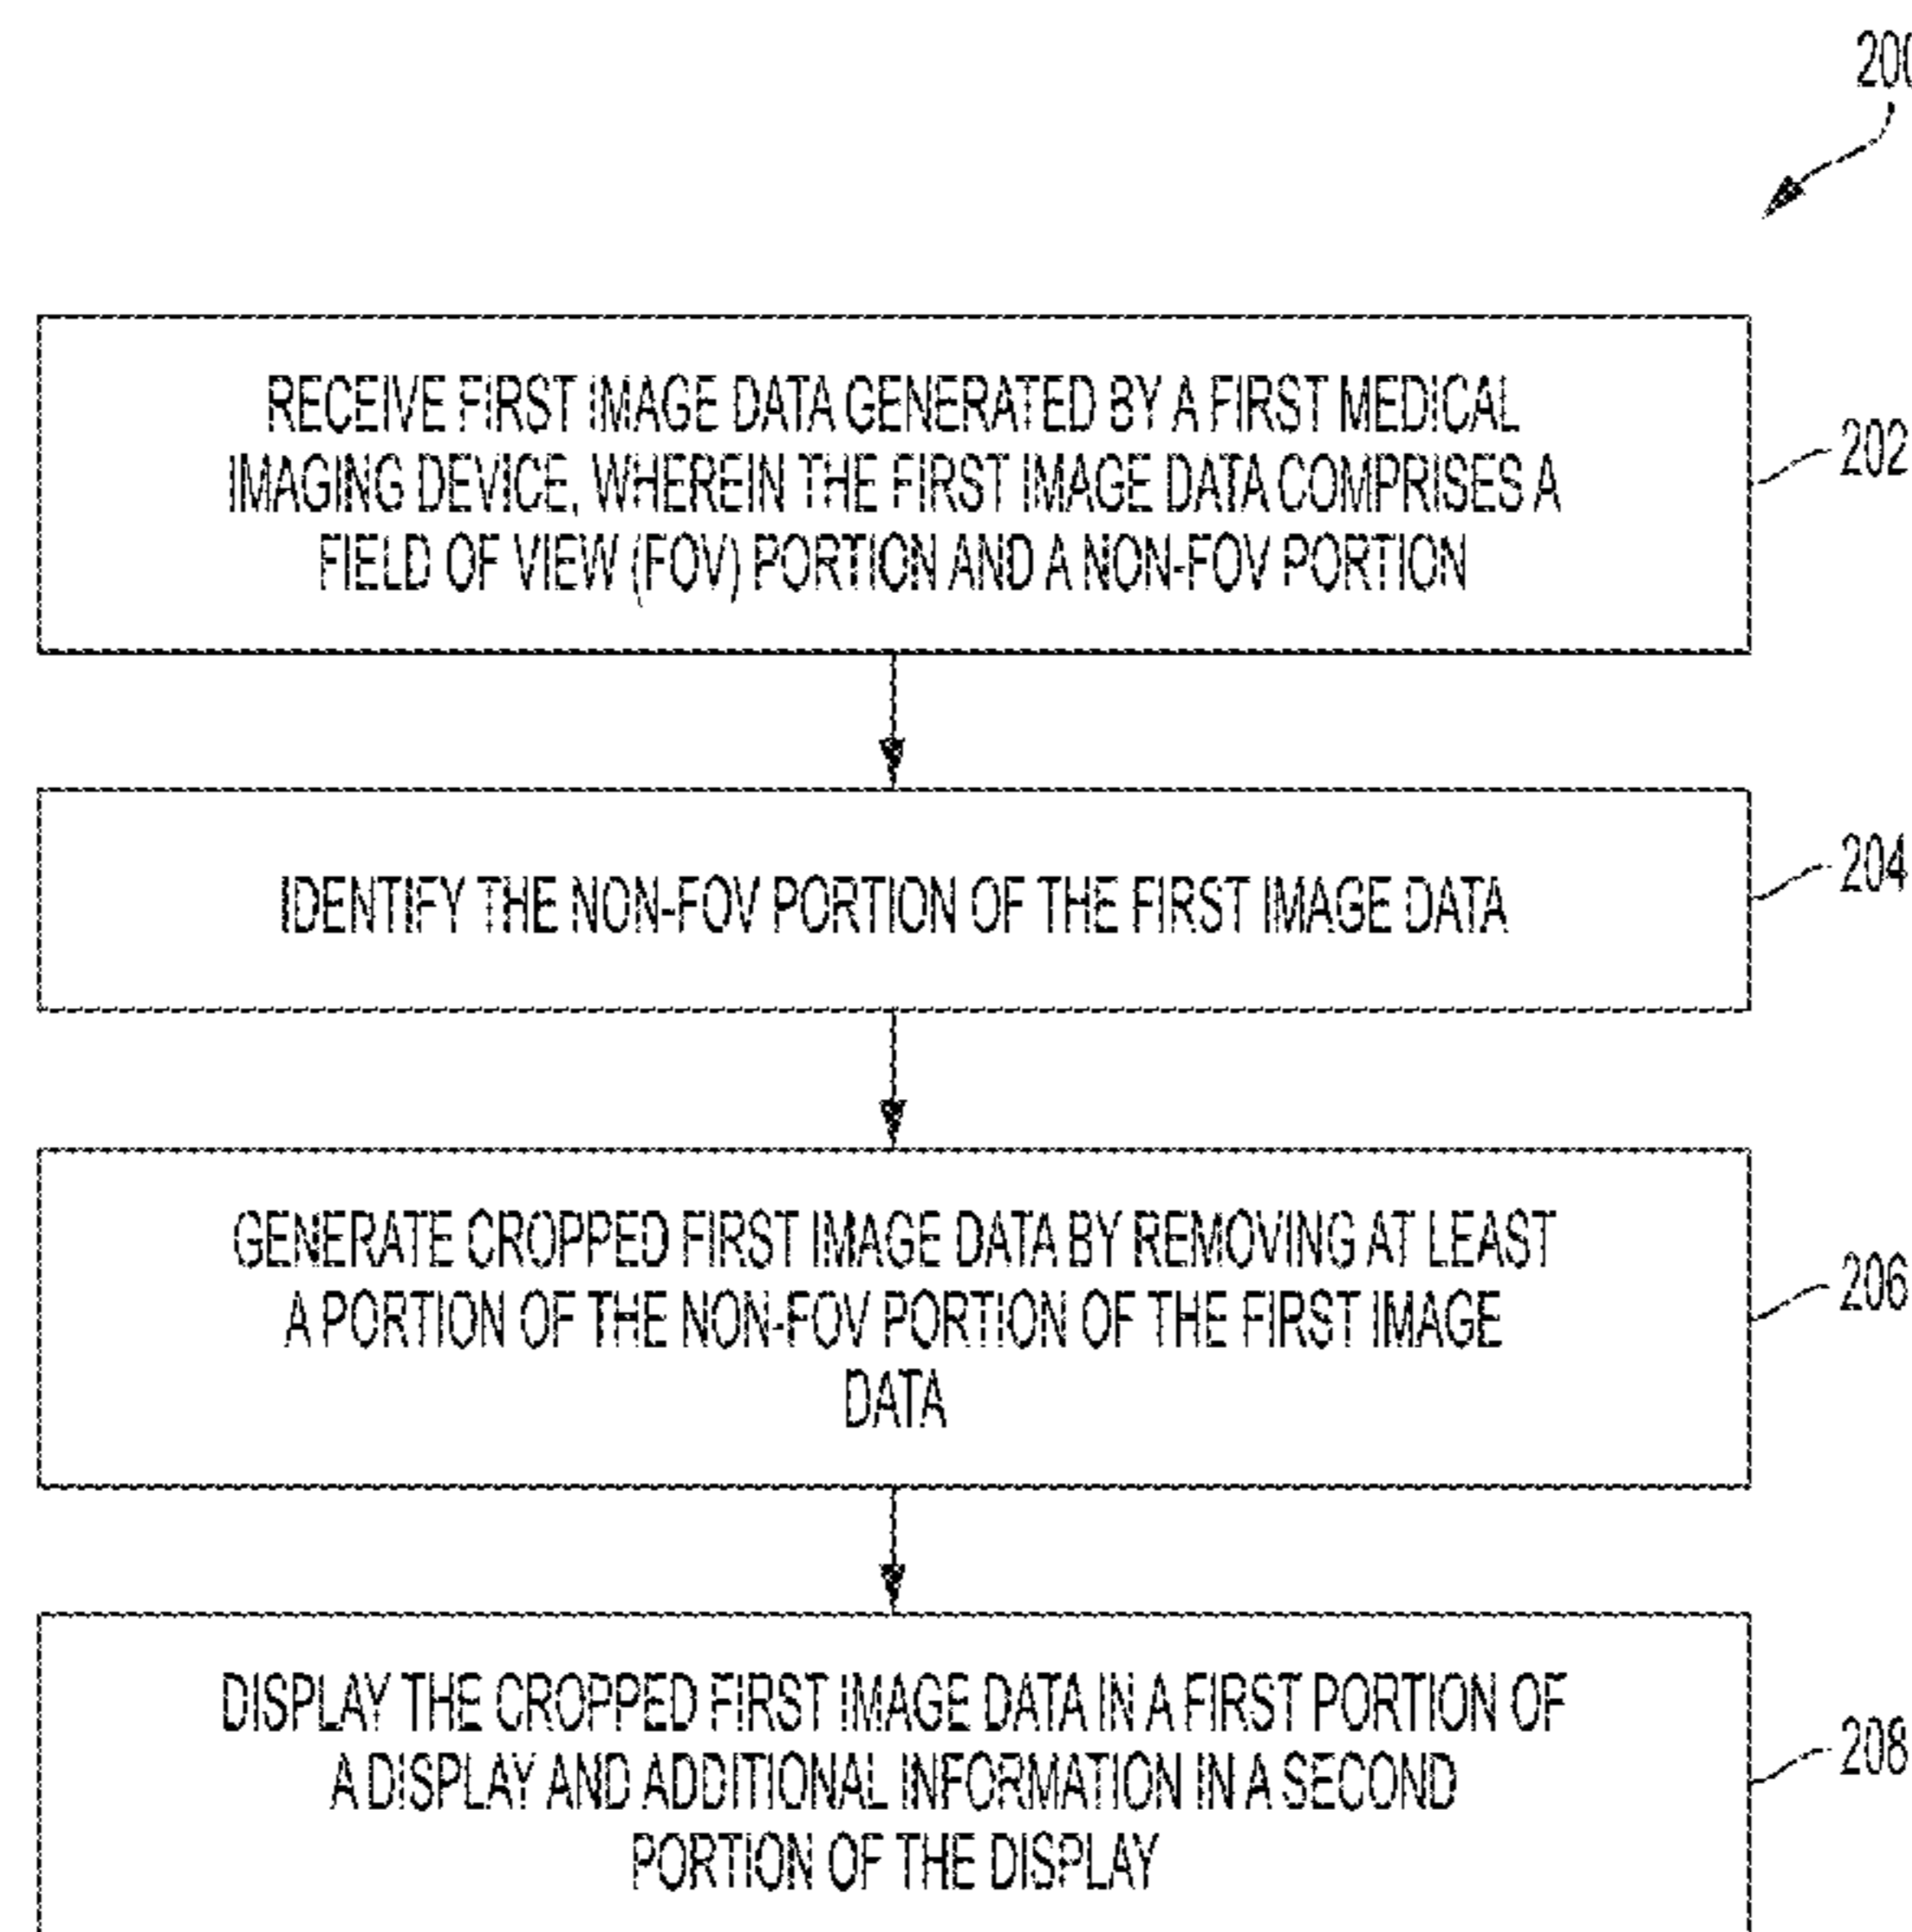 200
RECEIVE FIRST IMAGE DATA GENERATED BY A FIRST MEDICAL
IMAGING DEVICE, WHEREIN THE FIRST IMAGE DATA COMPRISES A
FIELD OF VIEW (FOV) PORTION AND A NON-FOV PORTION
202
IDENTIFY THE NON-FOV PORTION OF THE FIRST IMAGE DATA
204
GENERATE CROPPED FIRST IMAGE DATA BY REMOVING AT LEAST
A PORTION OF THE NON-FOV PORTION OF THE FIRST IMAGE
DATA
206
DISPLAY THE CROPPED FIRST IMAGE DATA IN A FIRST PORTION OF
A DISPLAY AND ADDITIONAL INFORMATION IN A SECOND
PORTION OF THE DISPLAY
208